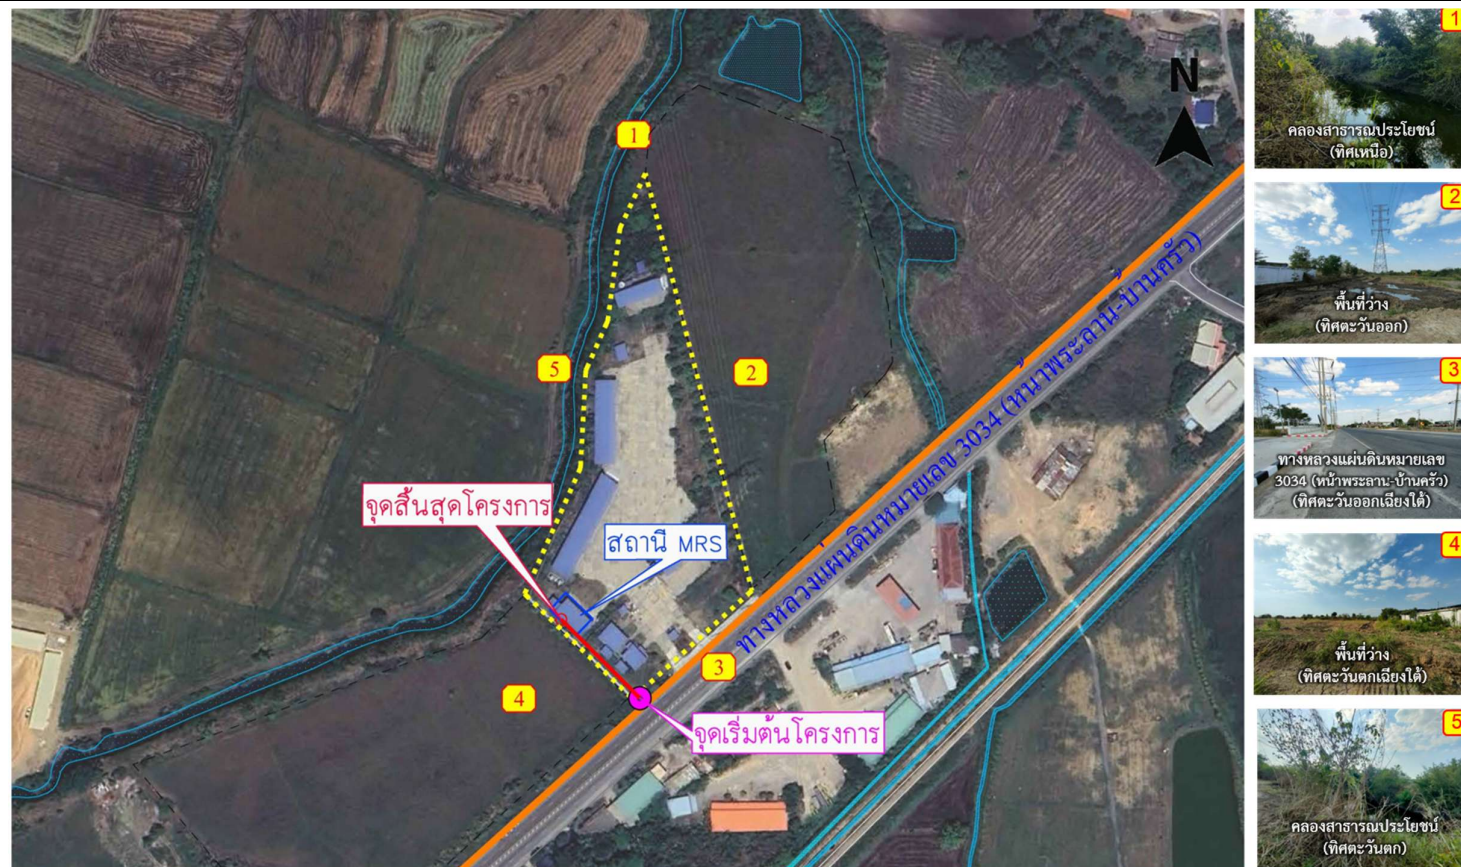 N
1
2
3
4
5
จุดสิ้นสุดโครงการ
สถานี MRS
จุดเริ่มต้นโครงการ
ทางหลวงแผ่นดินหมายเลข 3034 (หน้าพระลาน-บ้านครัว)
1
คลองสาธารณประโยชน์
(ทิศเหนือ)
2
พื้นที่ว่าง
(ทิศตะวันออก)
3
ทางหลวงแผ่นดินหมายเลข
3034 (หน้าพระลาน-บ้านครัว)
(ทิศตะวันออกเฉียงใต้)
4
พื้นที่ว่าง
(ทิศตะวันตกเฉียงใต้)
5
คลองสาธารณประโยชน์
(ทิศตะวันตก)